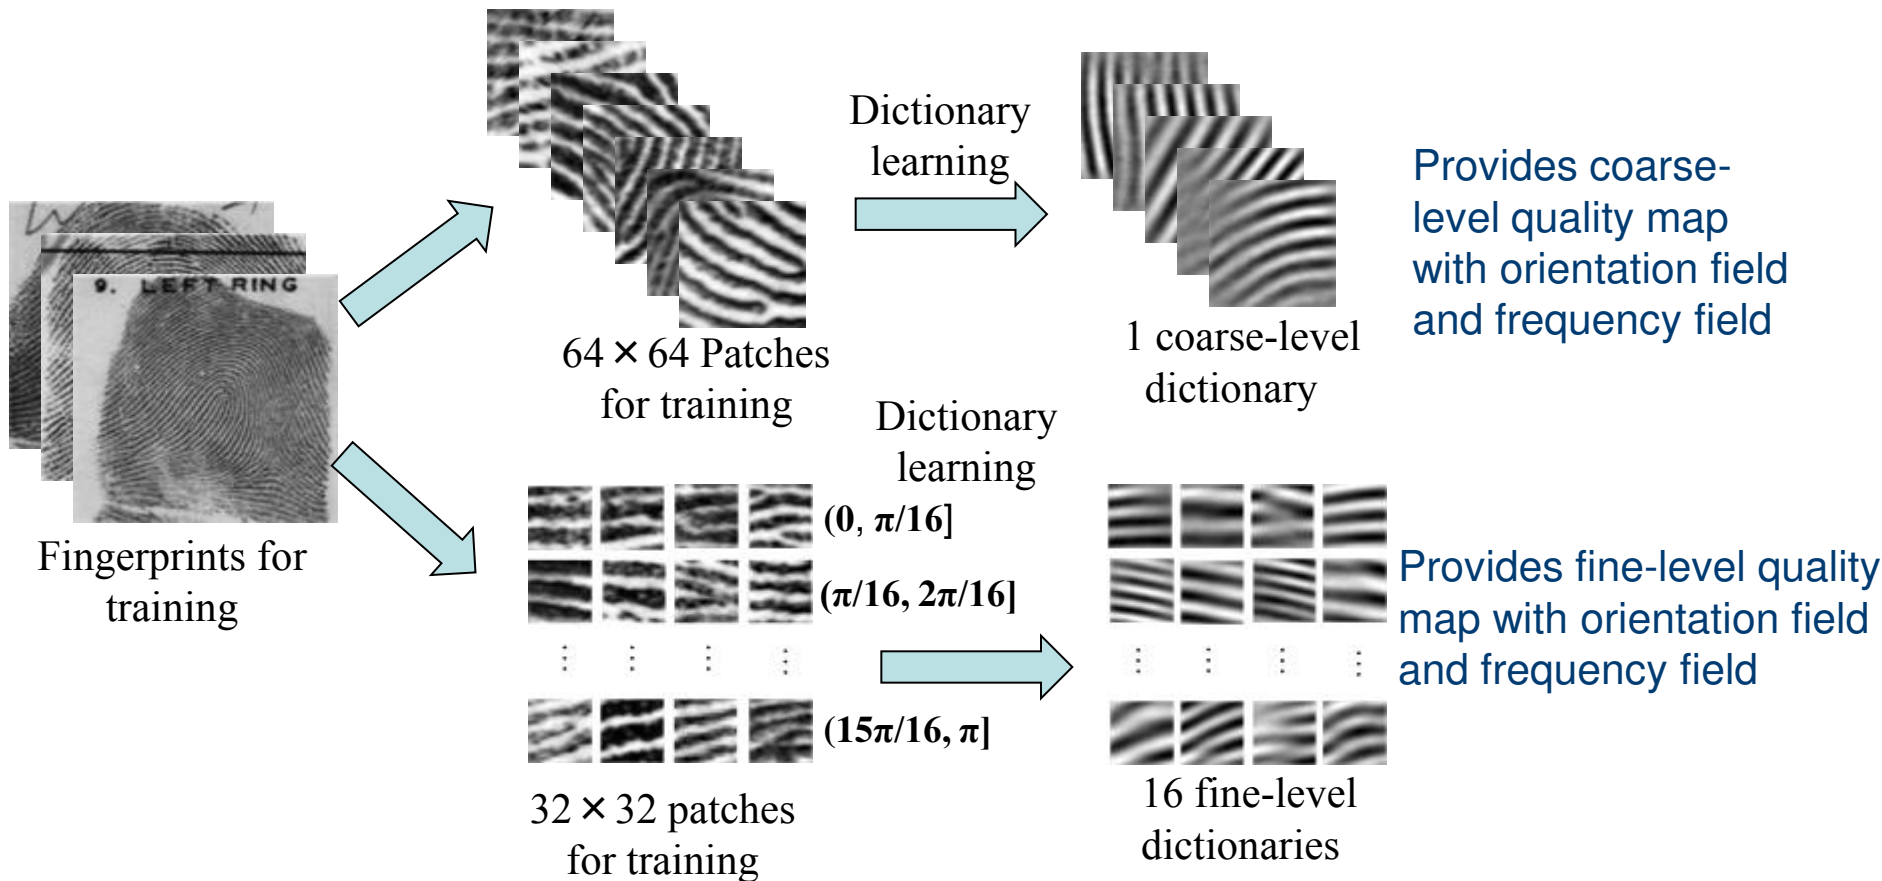 9. LEFT RING
Fingerprints for
training
64 × 64 Patches
for training
Dictionary
learning
1 coarse-level
dictionary
Provides coarse-
level quality map
with orientation field
and frequency field
Dictionary
learning
(0, π/16]
(π/16, 2π/16]
(15π/16, π]
32 × 32 patches
for training
16 fine-level
dictionaries
Provides fine-level quality
map with orientation field
and frequency field